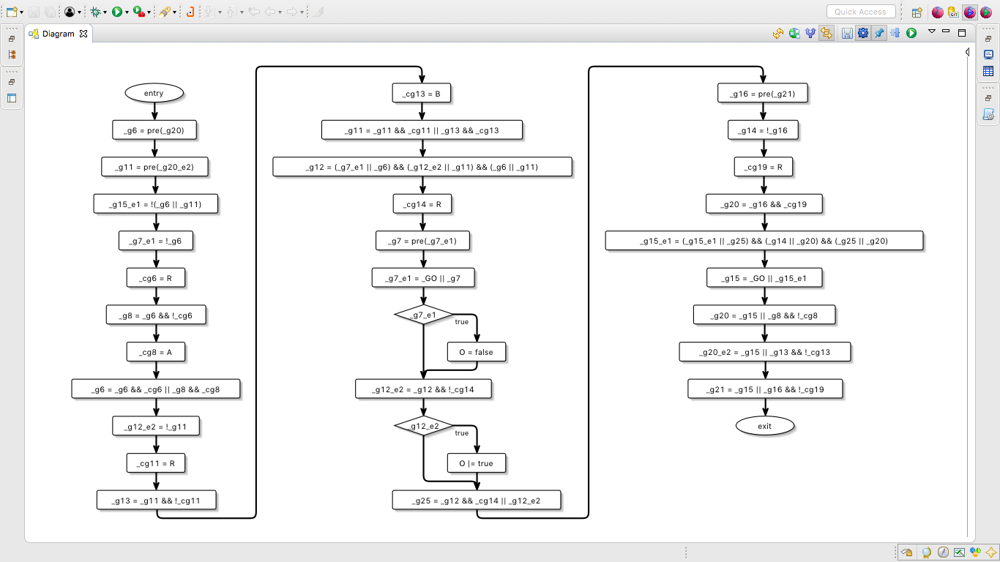 Quick Access
GIT
Diagram
entry
_g6 = pre(_g20)
_g11 = pre(_g20_e2)
_g15_e1 = !(_g6 || _g11)
_g7_e1 = !_g6
_cg6 = R
_g8 = _g6 && !_cg6
_cg8 = A
_g6 = _g6 && _cg6 || _g8 && _cg8
_g12_e2 = !_g11
_cg11 = R
_g13 = _g11 && !_cg11
_cg13 = B
_g11 = _g11 && _cg11 || _g13 && _cg13
_g12 = (_g7_e1 || _g6) && (_g12_e2 || _g11) && (_g6 || _g11)
_cg14 = R
_g7 = pre(_g7_e1)
_g7_e1 = _GO || _g7
_g7_e1
true
O = false
_g12_e2 = _g12 && !_cg14
_g12_e2
true
O |= true
_g25 = _g12 && _cg14 || _g12_e2
_g16 = pre(_g21)
_g14 = !_g16
_cg19 = R
_g20 = _g16 && _cg19
_g15_e1 = (_g15_e1 || _g25) && (_g14 || _g20) && (_g25 || _g20)
_g15 = _GO || _g15_e1
_g20 = _g15 || _g8 && !_cg8
_g20_e2 = _g15 || _g13 && !_cg13
_g21 = _g15 || _g16 && !_cg19
exit